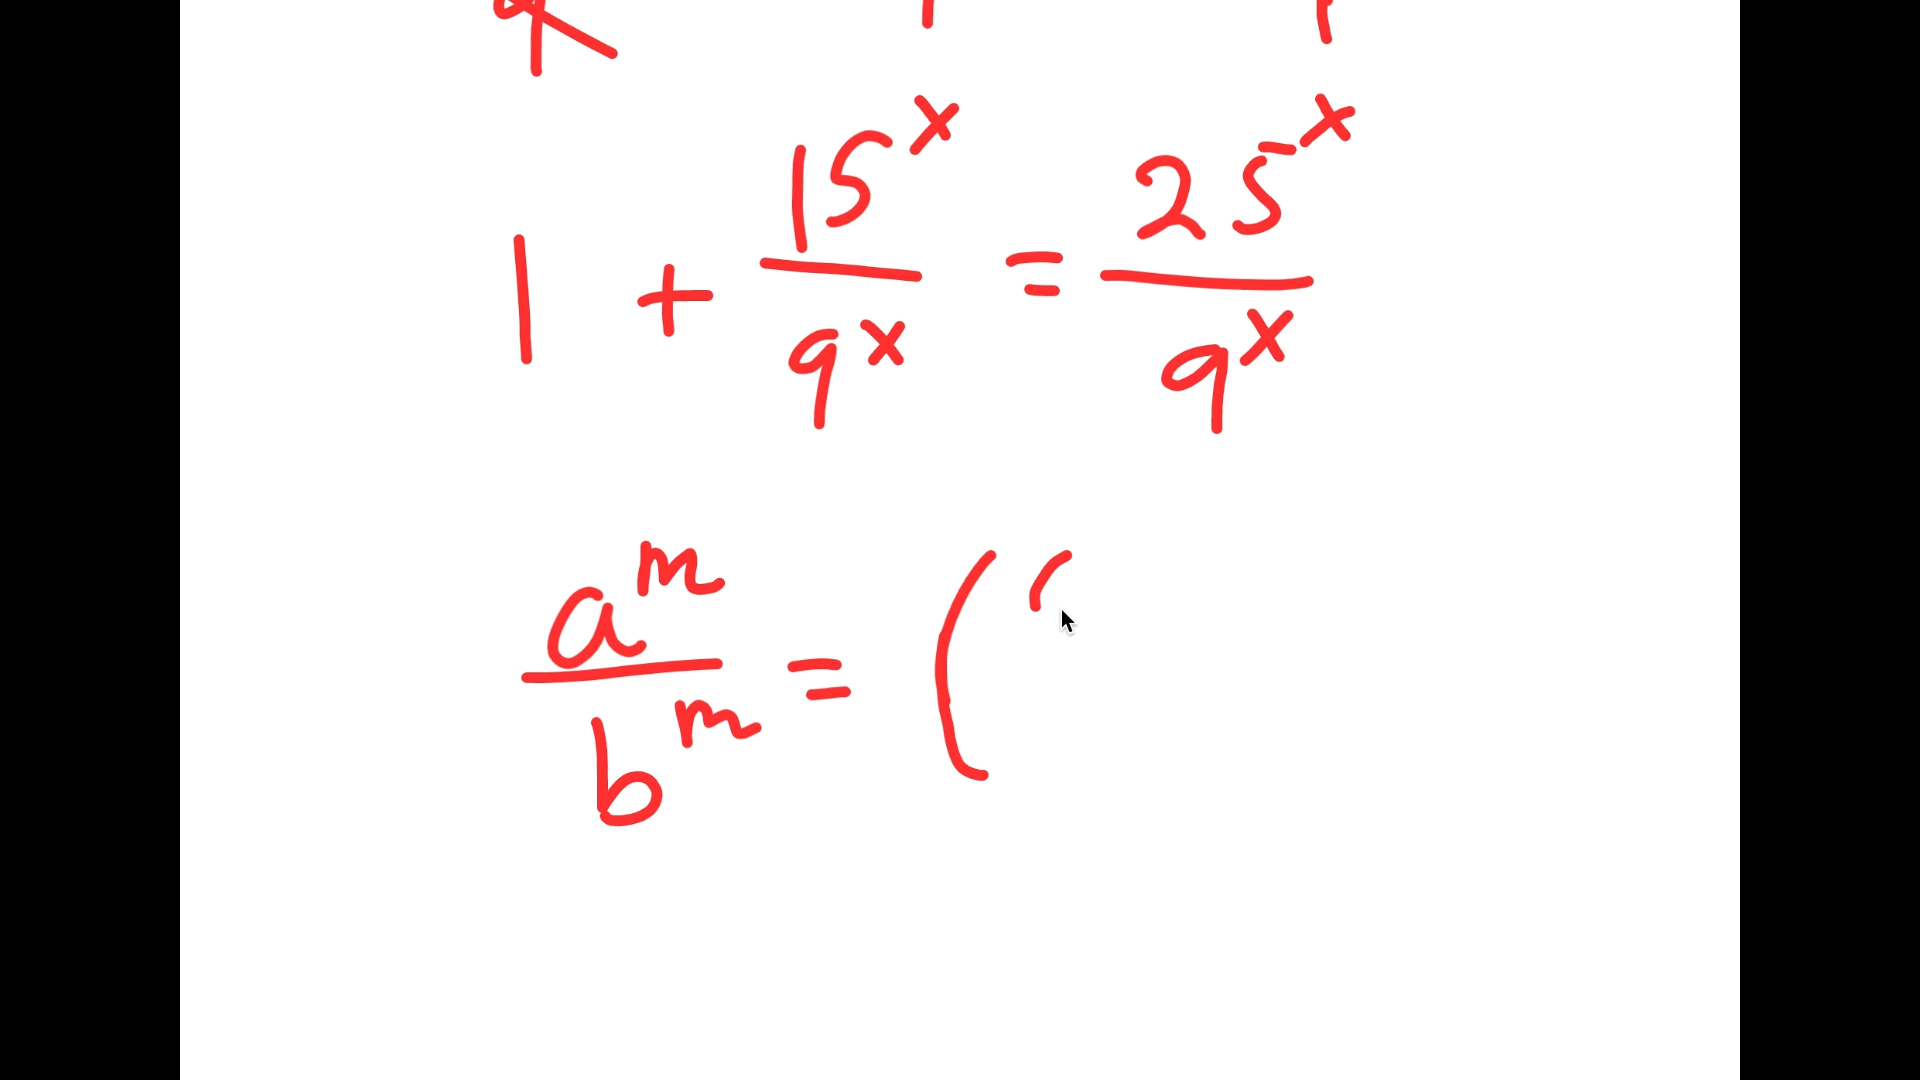 1 + 15^x / 9^x = 25^x / 9^x
a^m / b^m = (